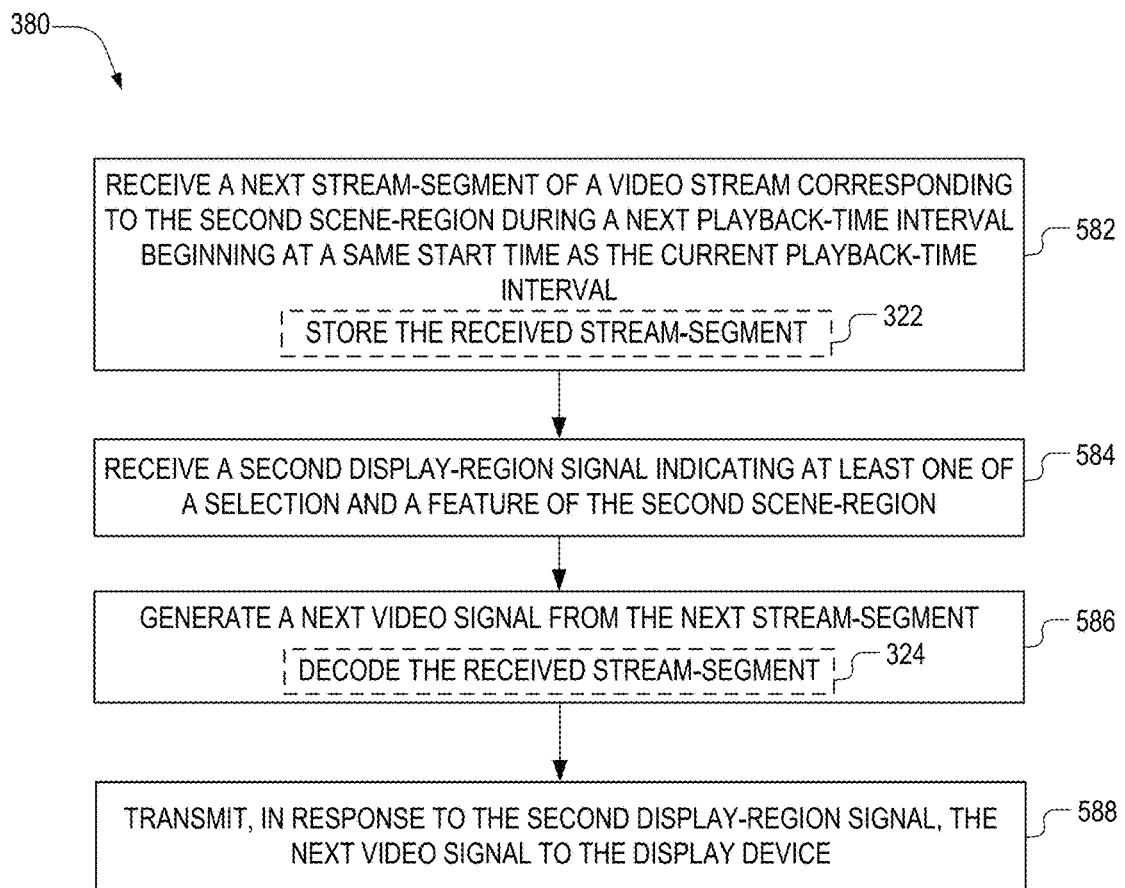 380
RECEIVE A NEXT STREAM-SEGMENT OF A VIDEO STREAM CORRESPONDING
TO THE SECOND SCENE-REGION DURING A NEXT PLAYBACK-TIME INTERVAL
BEGINNING AT A SAME START TIME AS THE CURRENT PLAYBACK-TIME
INTERVAL
582
STORE THE RECEIVED STREAM-SEGMENT
322
RECEIVE A SECOND DISPLAY-REGION SIGNAL INDICATING AT LEAST ONE OF
A SELECTION AND A FEATURE OF THE SECOND SCENE-REGION
584
GENERATE A NEXT VIDEO SIGNAL FROM THE NEXT STREAM-SEGMENT
586
DECODE THE RECEIVED STREAM-SEGMENT
324
TRANSMIT, IN RESPONSE TO THE SECOND DISPLAY-REGION SIGNAL, THE
NEXT VIDEO SIGNAL TO THE DISPLAY DEVICE
588